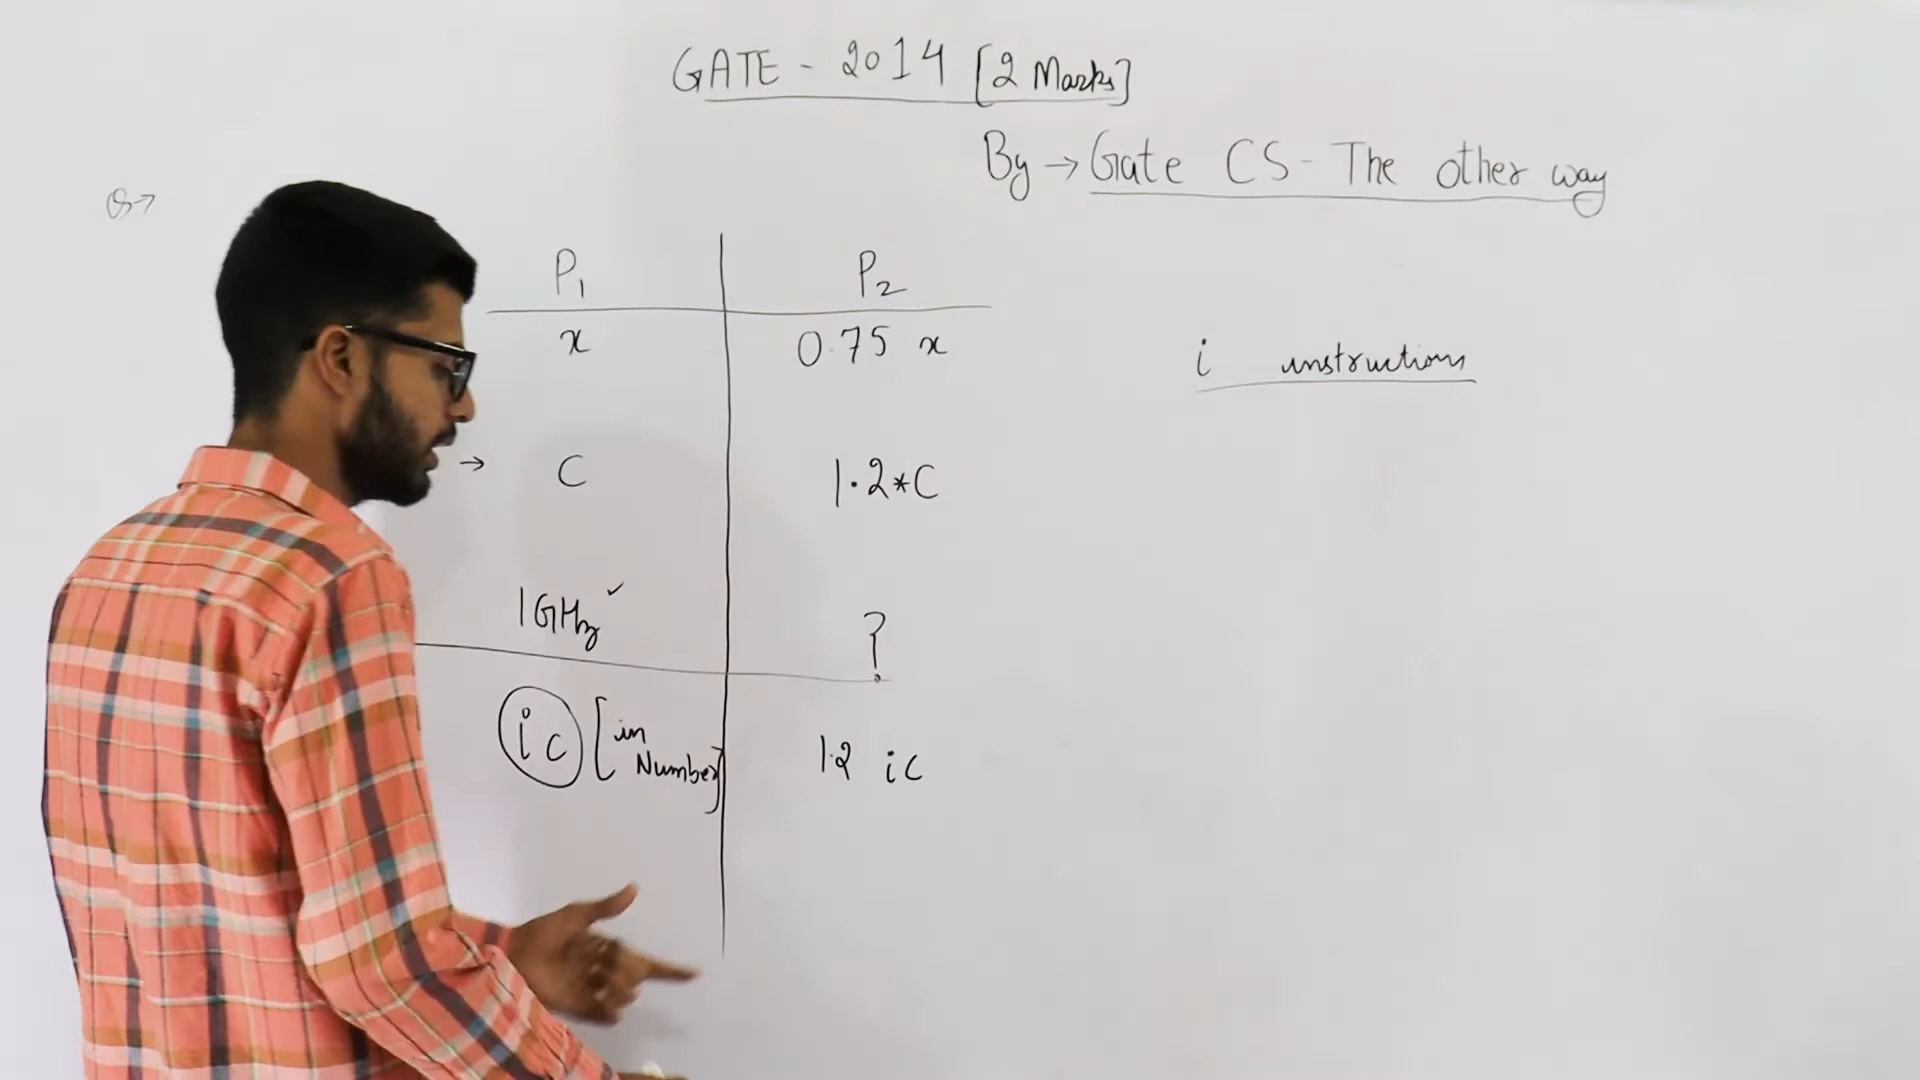 GATE - 2014 [2 Marks]
By → Gate CS - The other way
Q→
P1 P2
x 0.75 x
i instructions
→ C 1.2*C
1GHz ✓ ?
ic [in Number] 1.2 ic